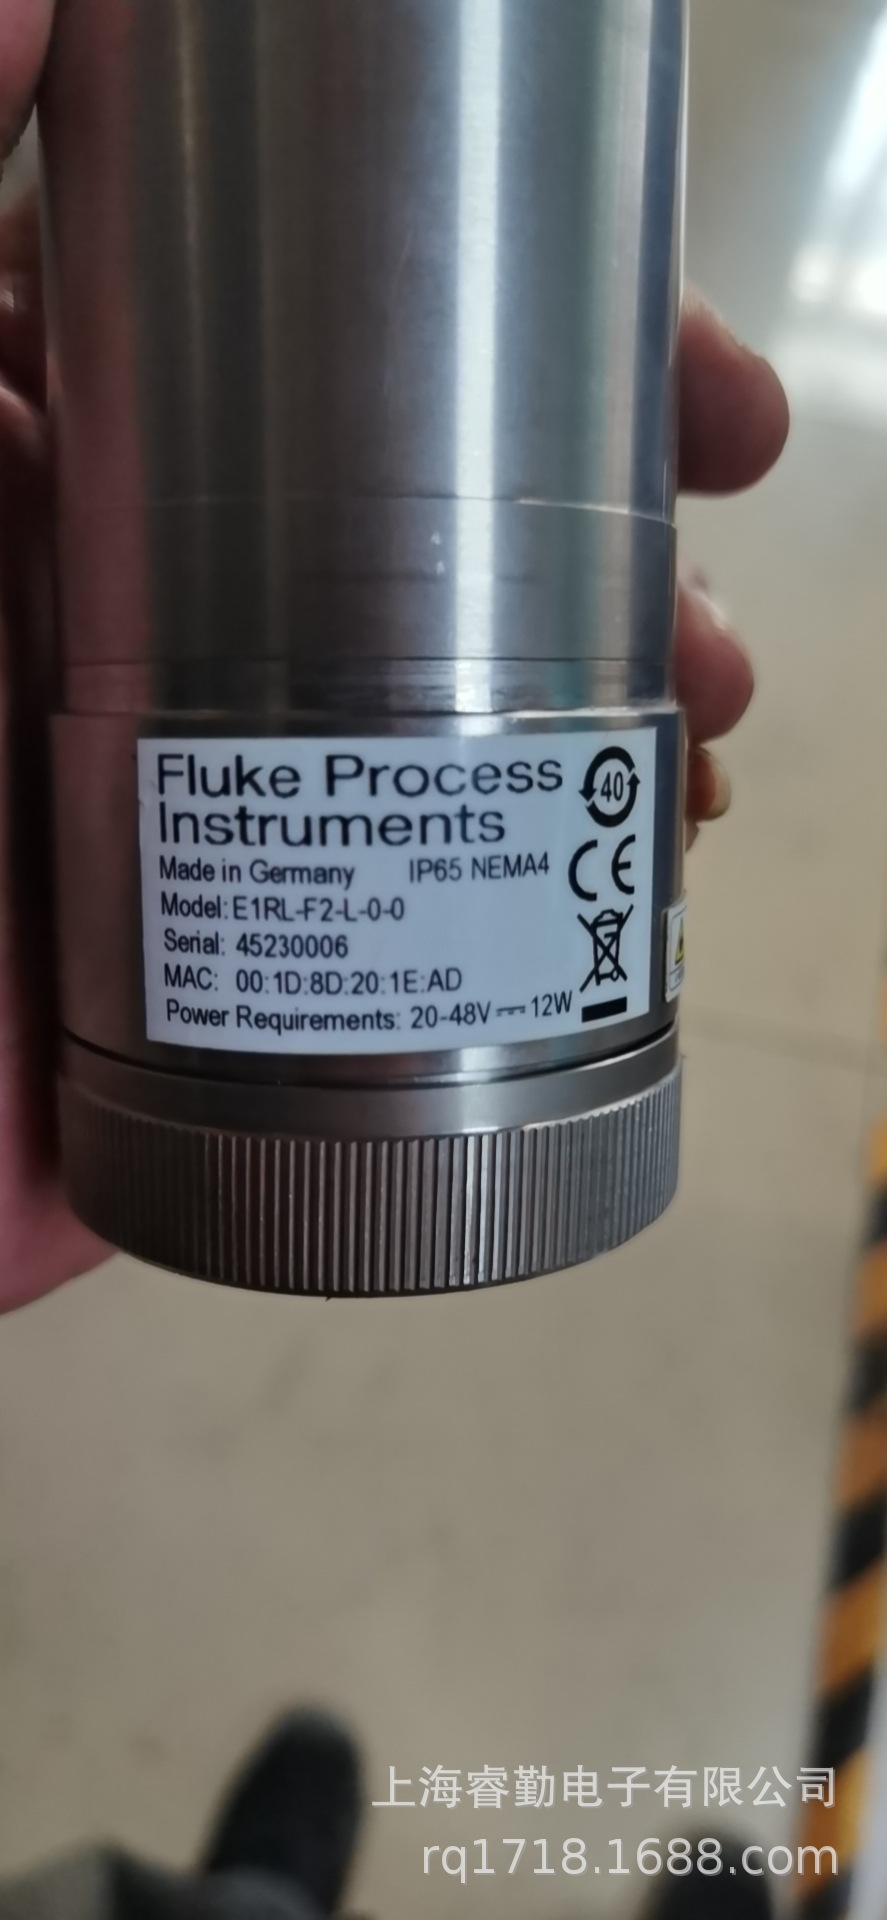 Fluke Process
Instruments
40
Made in Germany IP65 NEMA4
CE
Model: E1RL-F2-L-0-0
Serial: 45230006
MAC: 00:1D:8D:20:1E:AD
Power Requirements: 20-48V⎓12W
上海睿勤电子有限公司
rq1718.1688.com